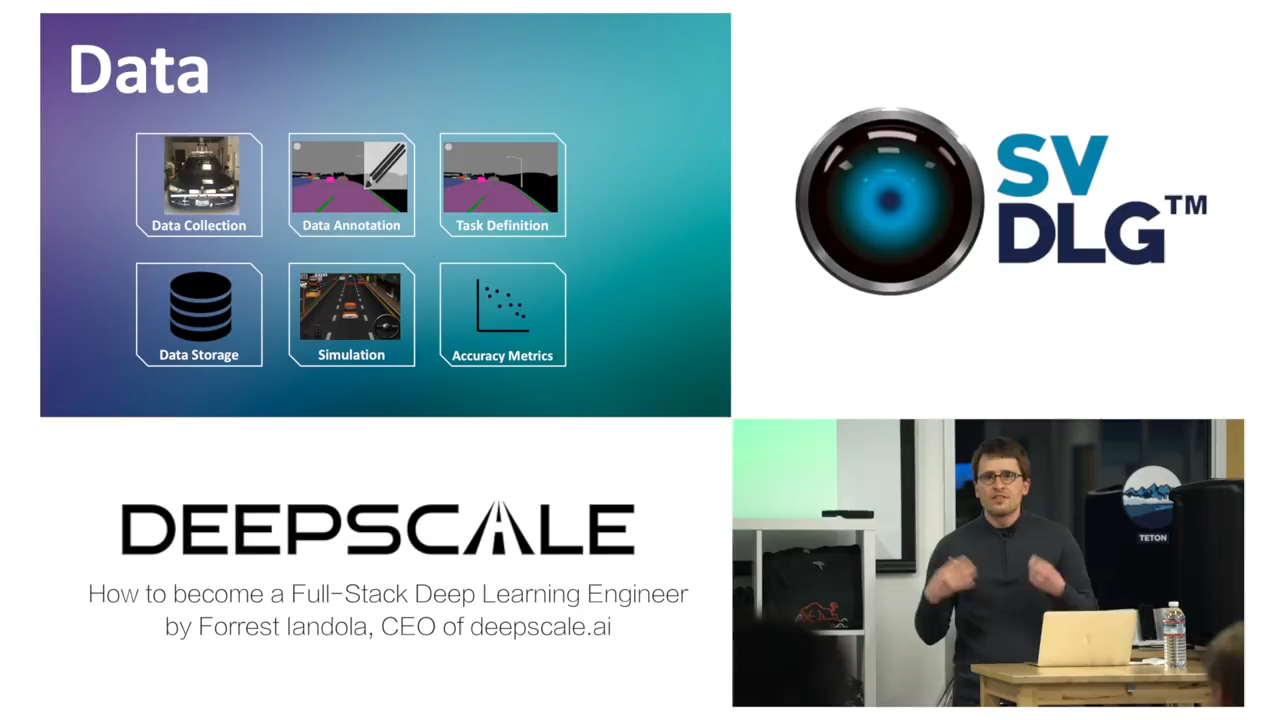 Data
Data Collection
Data Annotation
Task Definition
Data Storage
Simulation
Accuracy Metrics
SV
DLG™
DEEPSCALE
How to become a Full-Stack Deep Learning Engineer
by Forrest Iandola, CEO of deepscale.ai
TETON